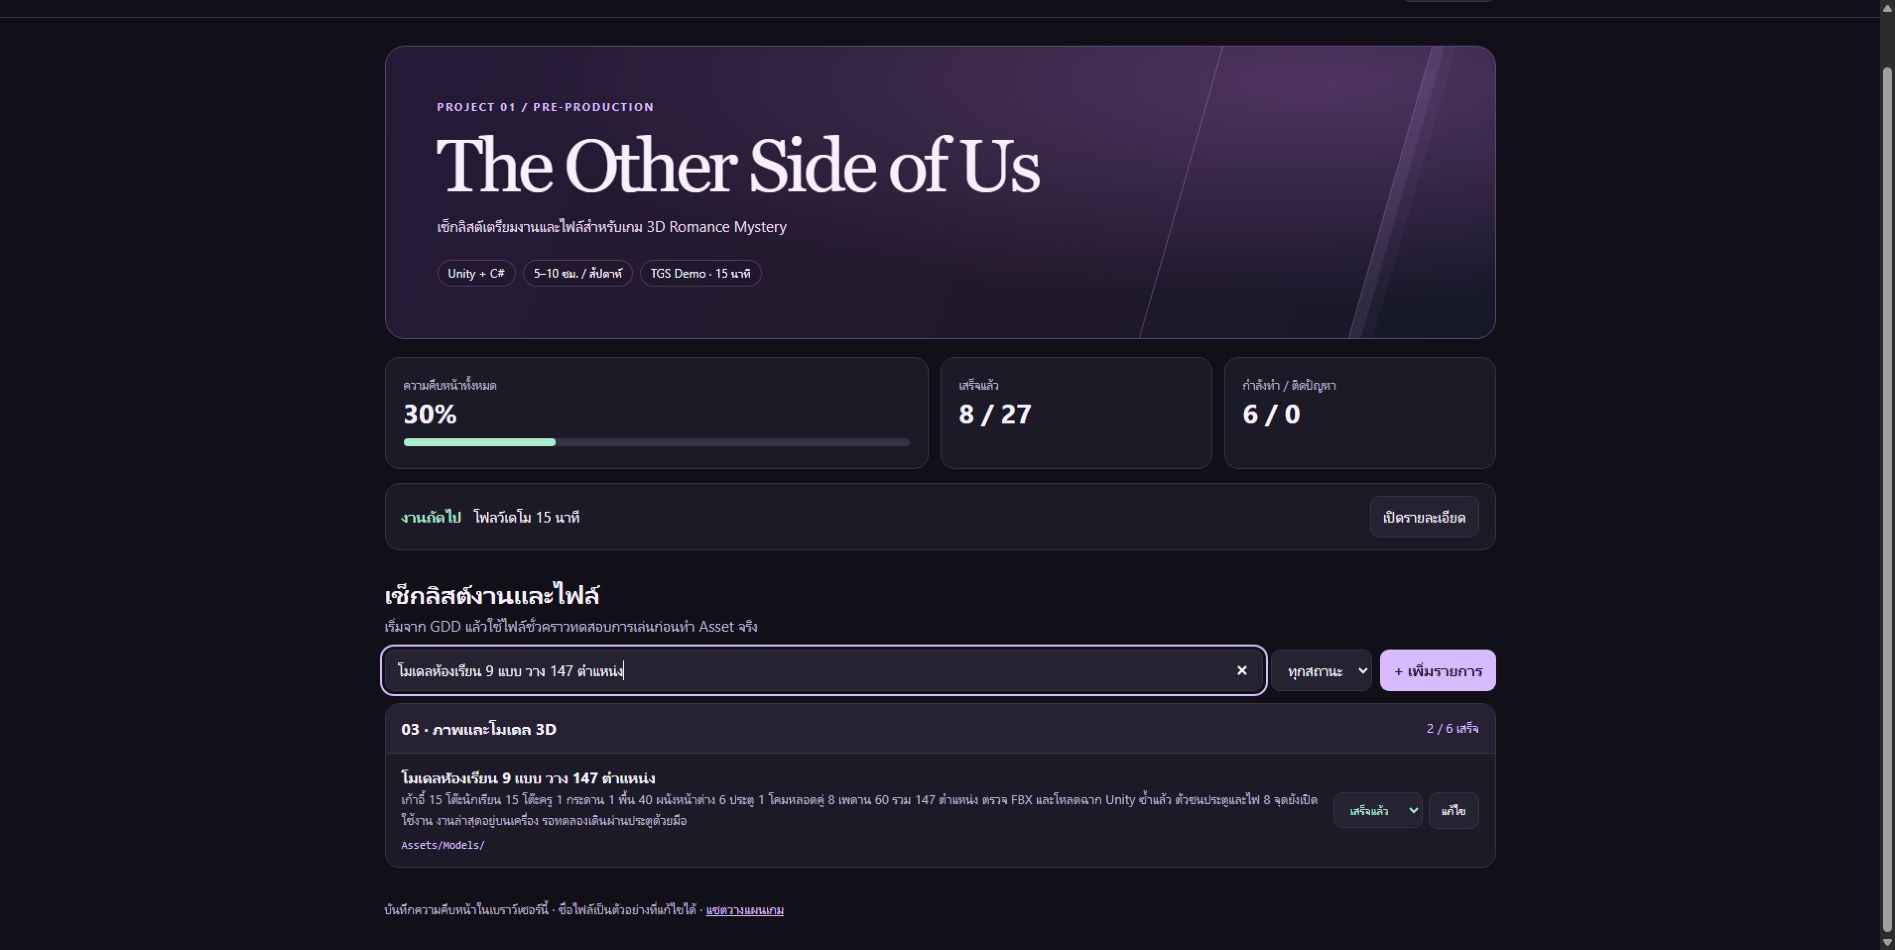 PROJECT 01 / PRE-PRODUCTION
The Other Side of Us
เช็กลิสต์เตรียมงานและไฟล์สำหรับเกม 3D Romance Mystery
Unity + C#
5–10 ชม. / สัปดาห์
TGS Demo · 15 นาที
ความคืบหน้าทั้งหมด
30%
เสร็จแล้ว
8 / 27
กำลังทำ / ติดปัญหา
6 / 0
งานถัดไป โฟลว์เดโม 15 นาที
เปิดรายละเอียด
เช็กลิสต์งานและไฟล์
เริ่มจาก GDD แล้วใช้ไฟล์ชั่วคราวทดสอบการเล่นก่อนทำ Asset จริง
โมเดลห้องเรียน 9 แบบ วาง 147 ตำแหน่ง
ทุกสถานะ
+ เพิ่มรายการ
03 · ภาพและโมเดล 3D
2 / 6 เสร็จ
โมเดลห้องเรียน 9 แบบ วาง 147 ตำแหน่ง
เก้าอี้ 15 โต๊ะนักเรียน 15 โต๊ะครู 1 กระดาน 1 พื้น 40 ผนังหน้าต่าง 6 ประตู 1 โคมหลอดคู่ 8 เพดาน 60 รวม 147 ตำแหน่ง ตรวจ FBX และโหลดฉาก Unity ซ้ำแล้ว ตัวชนประตูและไฟ 8 จุดยังเปิด
ใช้งาน งานล่าสุดอยู่บนเครื่อง รอทดลองเดินผ่านประตูด้วยมือ
Assets/Models/
เสร็จแล้ว
แก้ไข
บันทึกความคืบหน้าในเบราว์เซอร์นี้ · ชื่อไฟล์เป็นตัวอย่างที่แก้ไขได้ · แชตวางแผนเกม